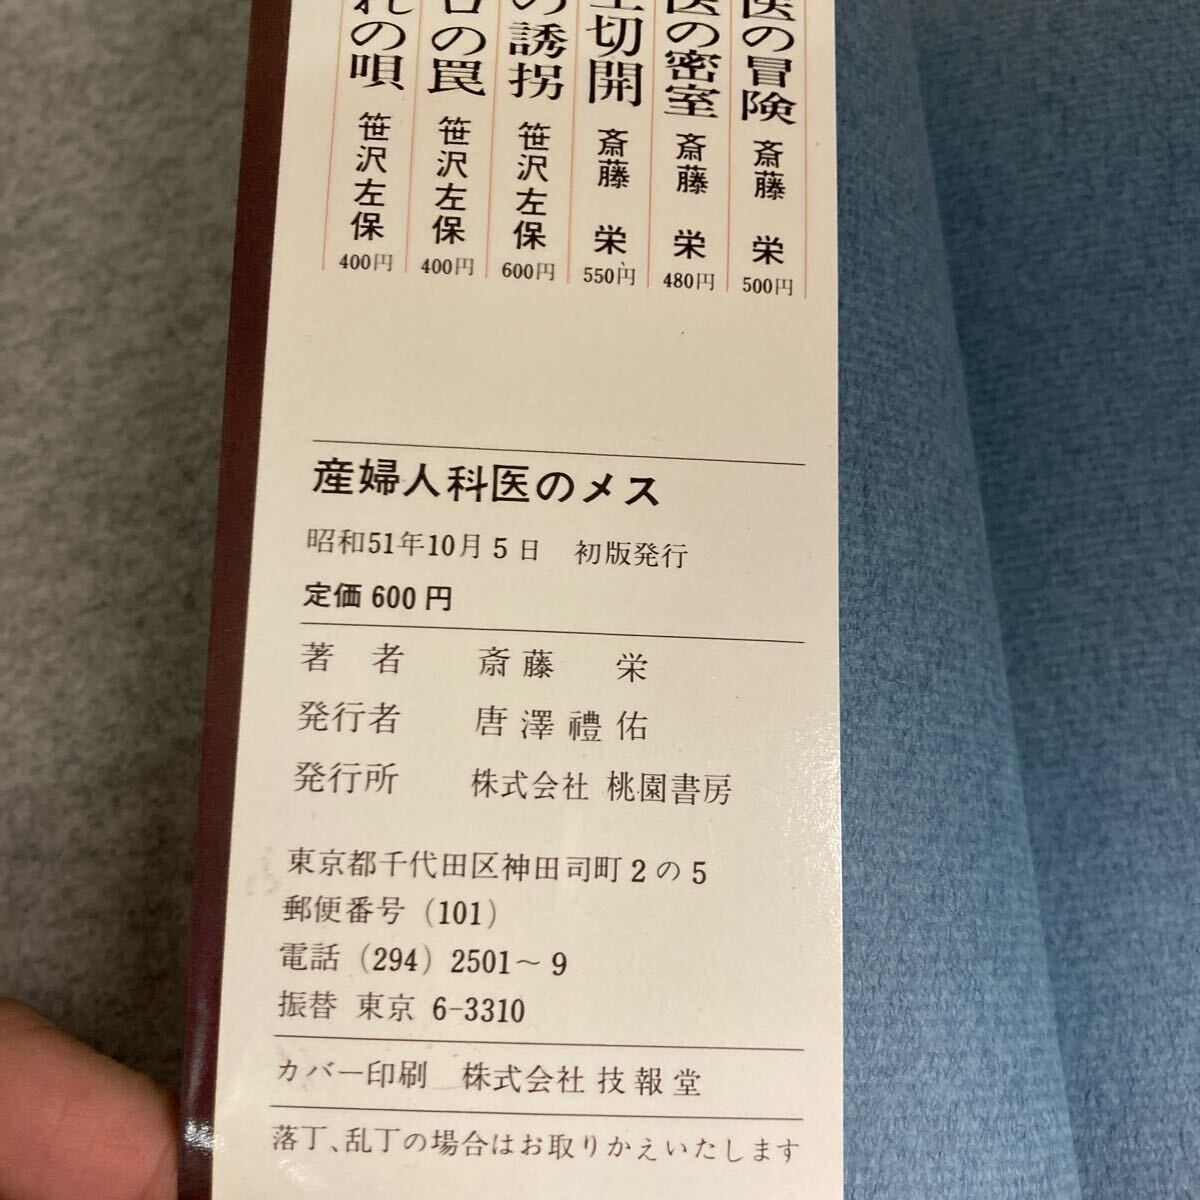 医の冒険 斎藤 栄 500円
医の密室 斎藤 栄 480円
切開 斎藤 栄 550円
の誘拐 笹沢左保 600円
の罠 笹沢左保 400円
れの唄 笹沢左保 400円
産婦人科医のメス
昭和51年10月5日 初版発行
定価 600円
著者 斎藤 栄
発行者 唐澤禮佑
発行所 株式会社 桃園書房
東京都千代田区神田司町2の5
郵便番号(101)
電話(294)2501〜9
振替 東京 6-3310
カバー印刷 株式会社 技報堂
落丁、乱丁の場合はお取りかえいたします